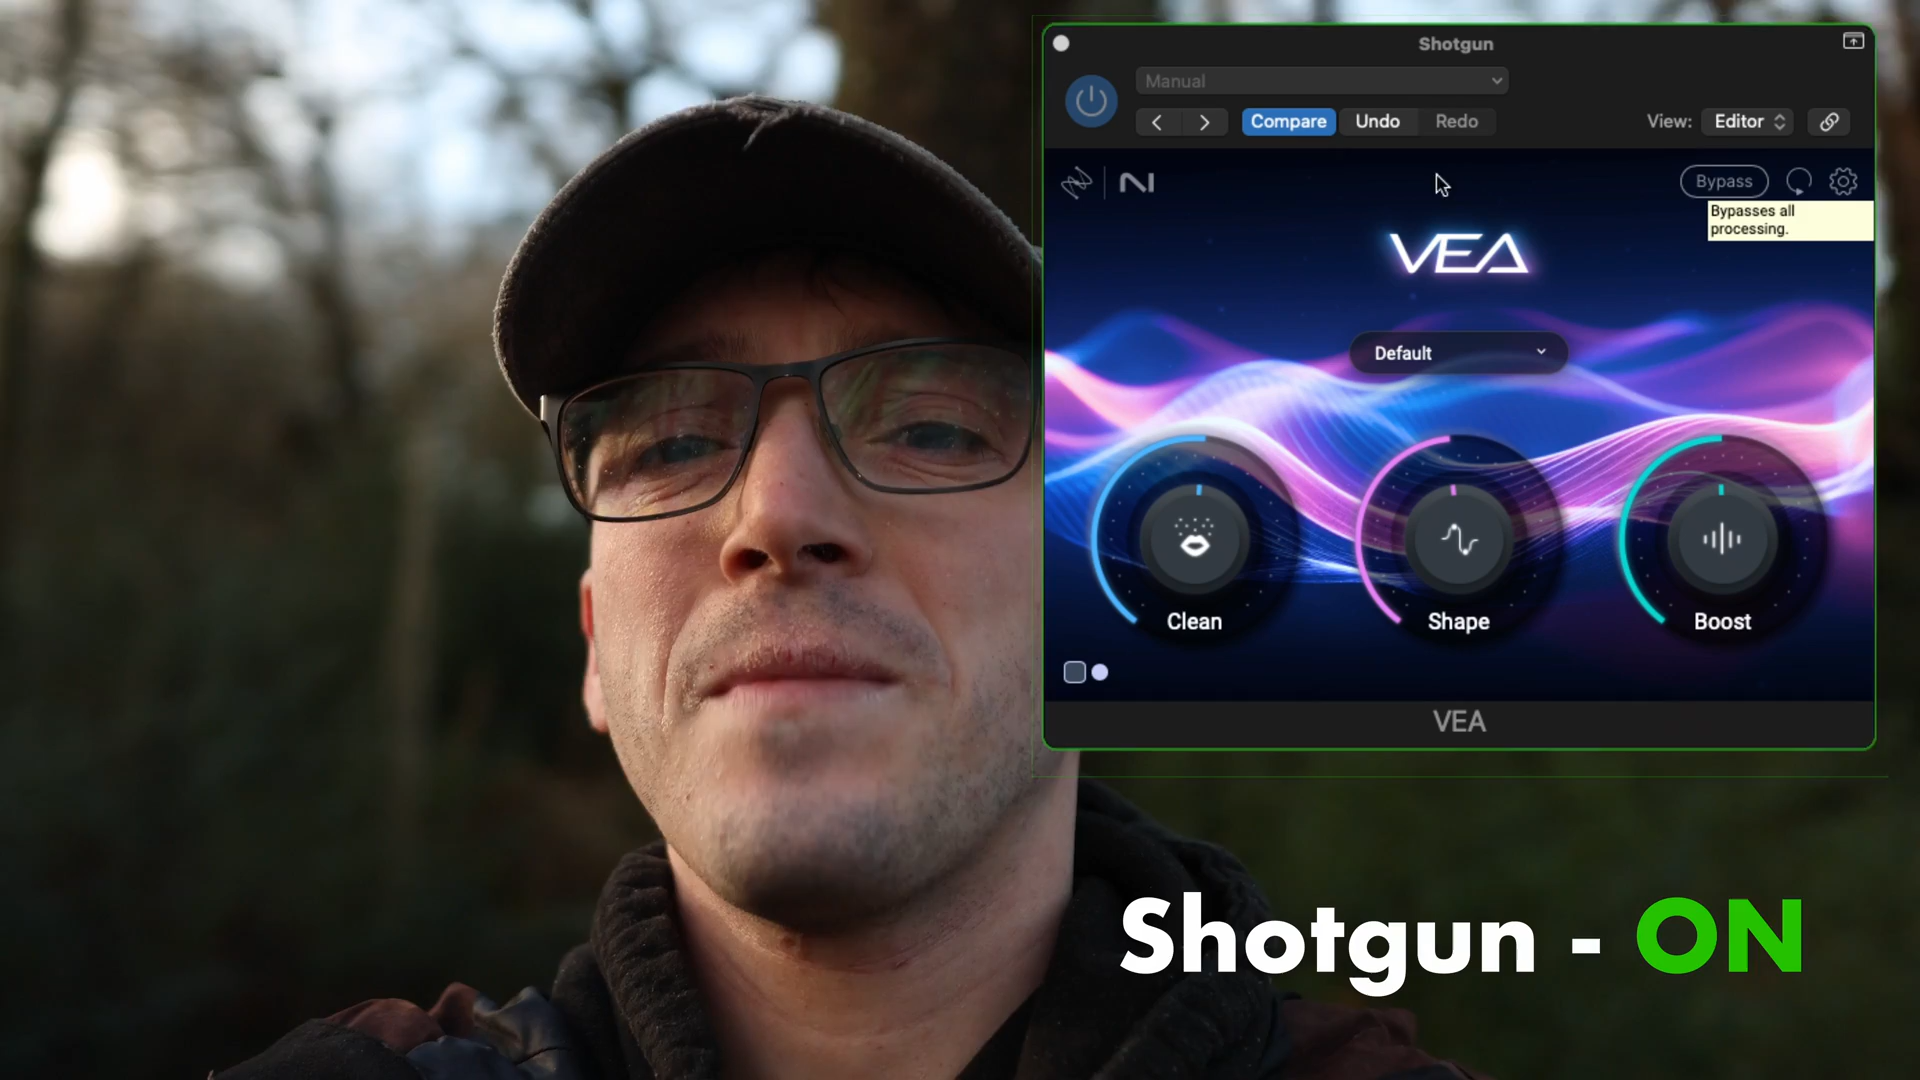 Shotgun
Manual
Compare Undo Redo View: Editor
Bypass
Bypasses all
processing.
VEA
Default
Clean Shape Boost
VEA
Shotgun - ON